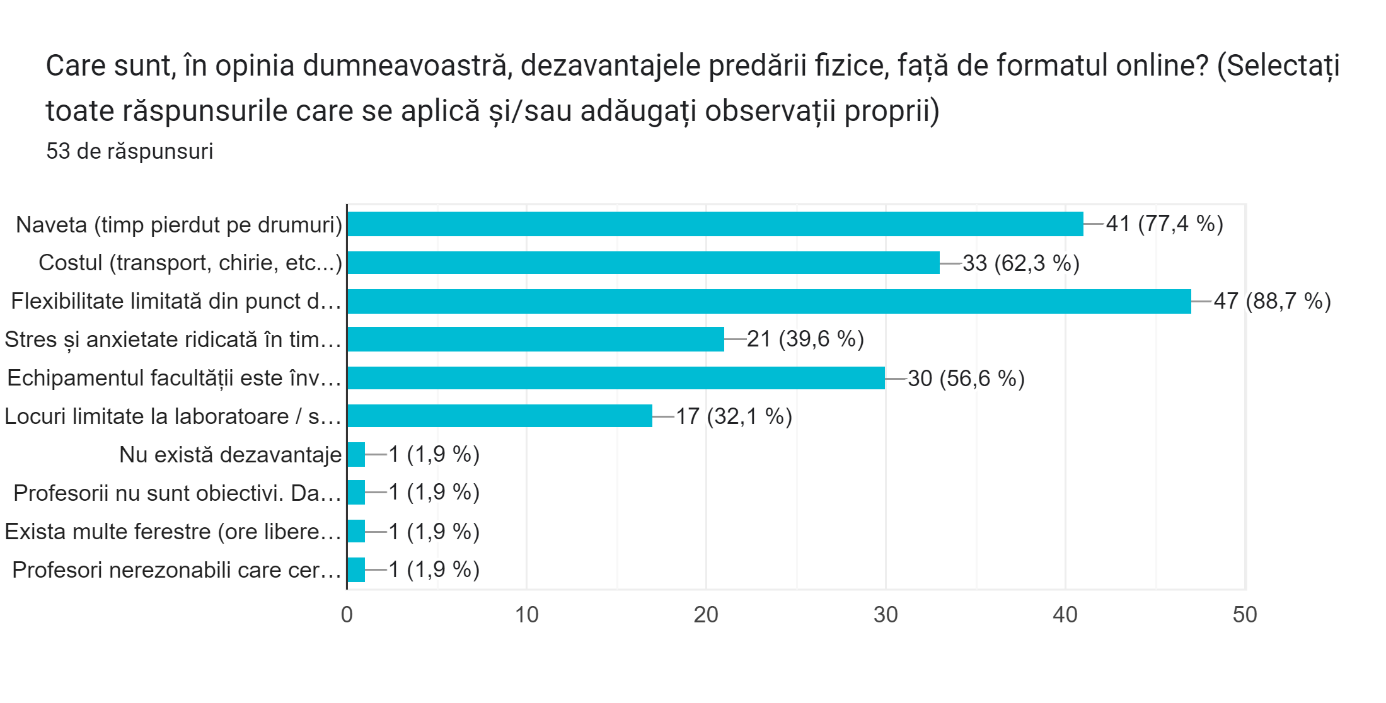 Care sunt, în opinia dumneavoastră, dezavantajele predării fizice, față de formatul online? (Selectați
toate răspunsurile care se aplică și/sau adăugați observații proprii)
53 de răspunsuri
Naveta (timp pierdut pe drumuri) 41 (77,4 %)
Costul (transport, chirie, etc...) 33 (62,3 %)
Flexibilitate limitată din punct d… 47 (88,7 %)
Stres și anxietate ridicată în tim… 21 (39,6 %)
Echipamentul facultății este înv… 30 (56,6 %)
Locuri limitate la laboratoare / s… 17 (32,1 %)
Nu există dezavantaje 1 (1,9 %)
Profesorii nu sunt obiectivi. Da… 1 (1,9 %)
Exista multe ferestre (ore libere… 1 (1,9 %)
Profesori nerezonabili care cer… 1 (1,9 %)
0 10 20 30 40 50